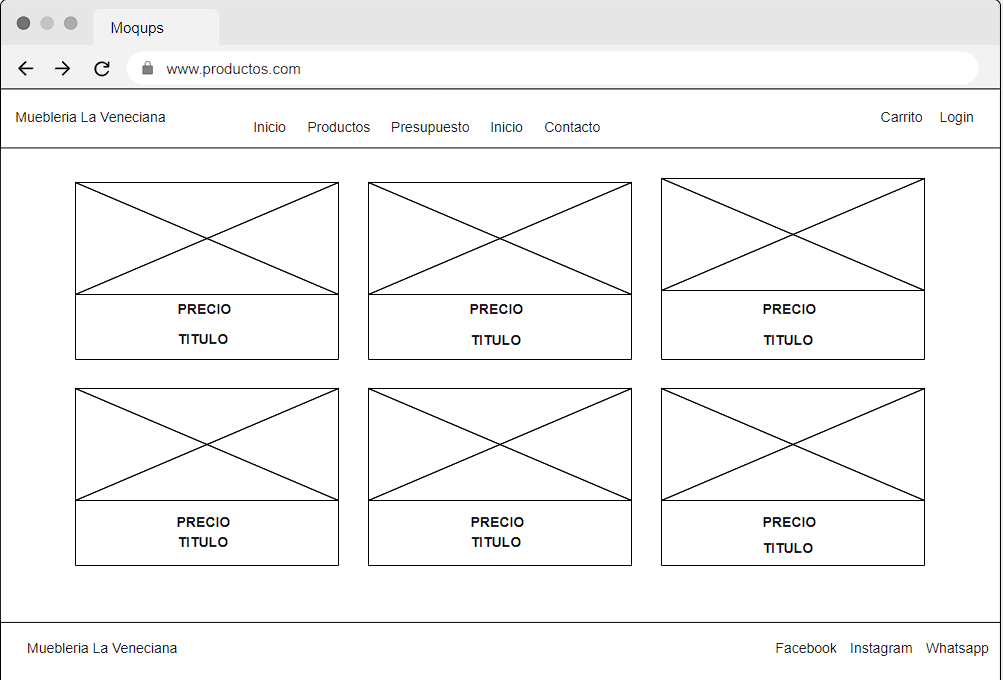 Moqups
www.productos.com
Muebleria La Veneciana
Inicio Productos Presupuesto Inicio Contacto
Carrito Login
PRECIO PRECIO PRECIO
TITULO TITULO TITULO
PRECIO PRECIO PRECIO
TITULO TITULO TITULO
Muebleria La Veneciana
Facebook Instagram Whatsapp